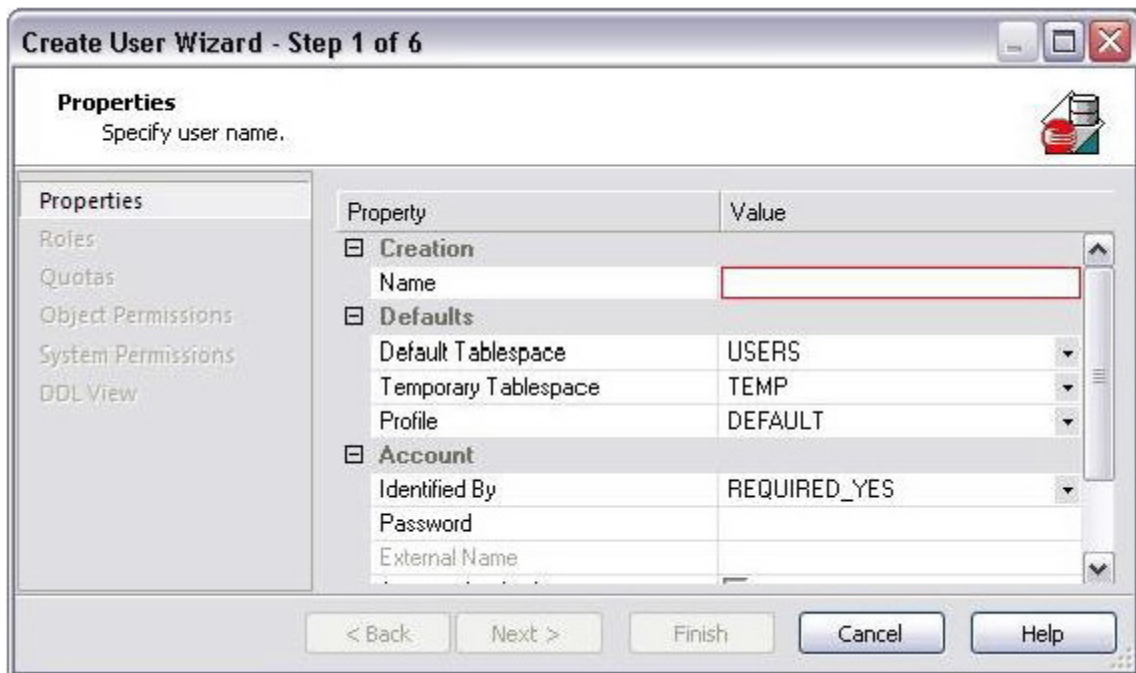 Create User Wizard - Step 1 of 6
Properties
Specify user name.
Properties
Roles
Quotas
Object Permissions
System Permissions
DDL View
Property Value
Creation
Name
Defaults
Default Tablespace USERS
Temporary Tablespace TEMP
Profile DEFAULT
Account
Identified By REQUIRED_YES
Password
External Name
< Back Next > Finish Cancel Help